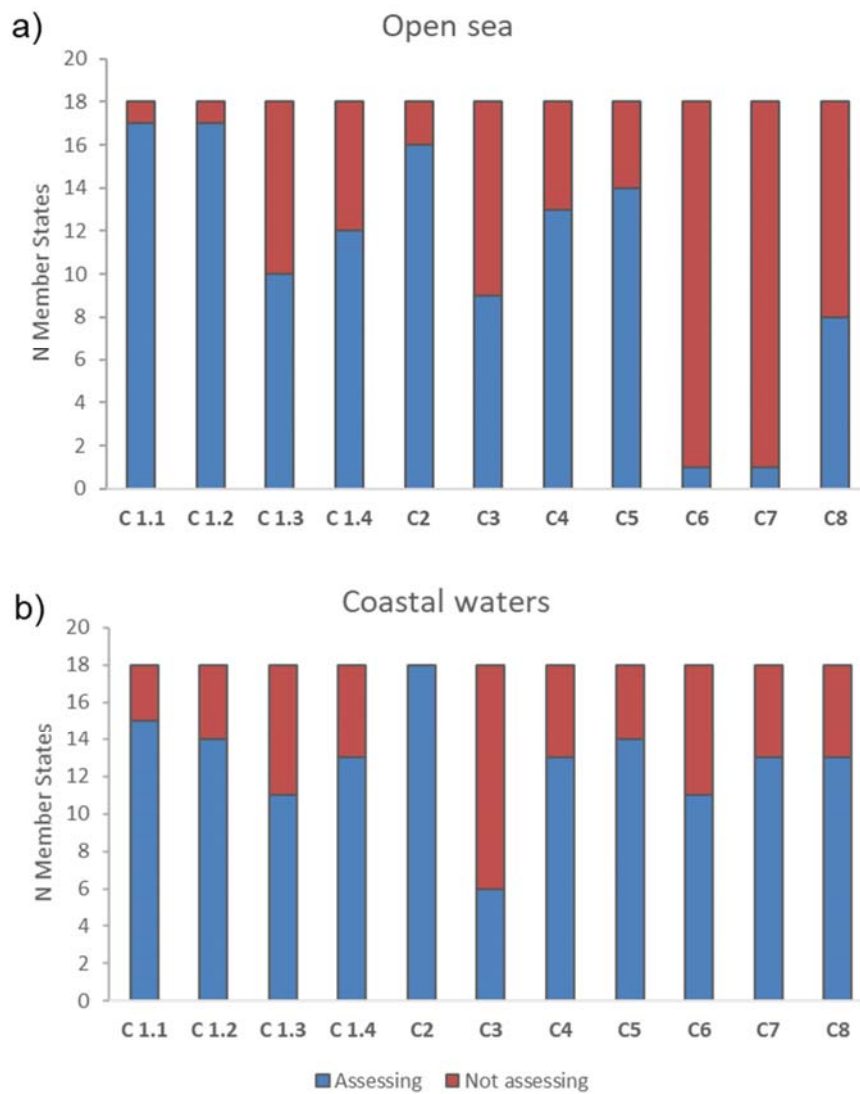 a)
Open sea
20
18
16
14
12
10
8
6
4
2
0
N Member States
C 1.1 C 1.2 C 1.3 C 1.4 C2 C3 C4 C5 C6 C7 C8
b)
Coastal waters
20
18
16
14
12
10
8
6
4
2
0
N Member States
C 1.1 C 1.2 C 1.3 C 1.4 C2 C3 C4 C5 C6 C7 C8
Assessing Not assessing